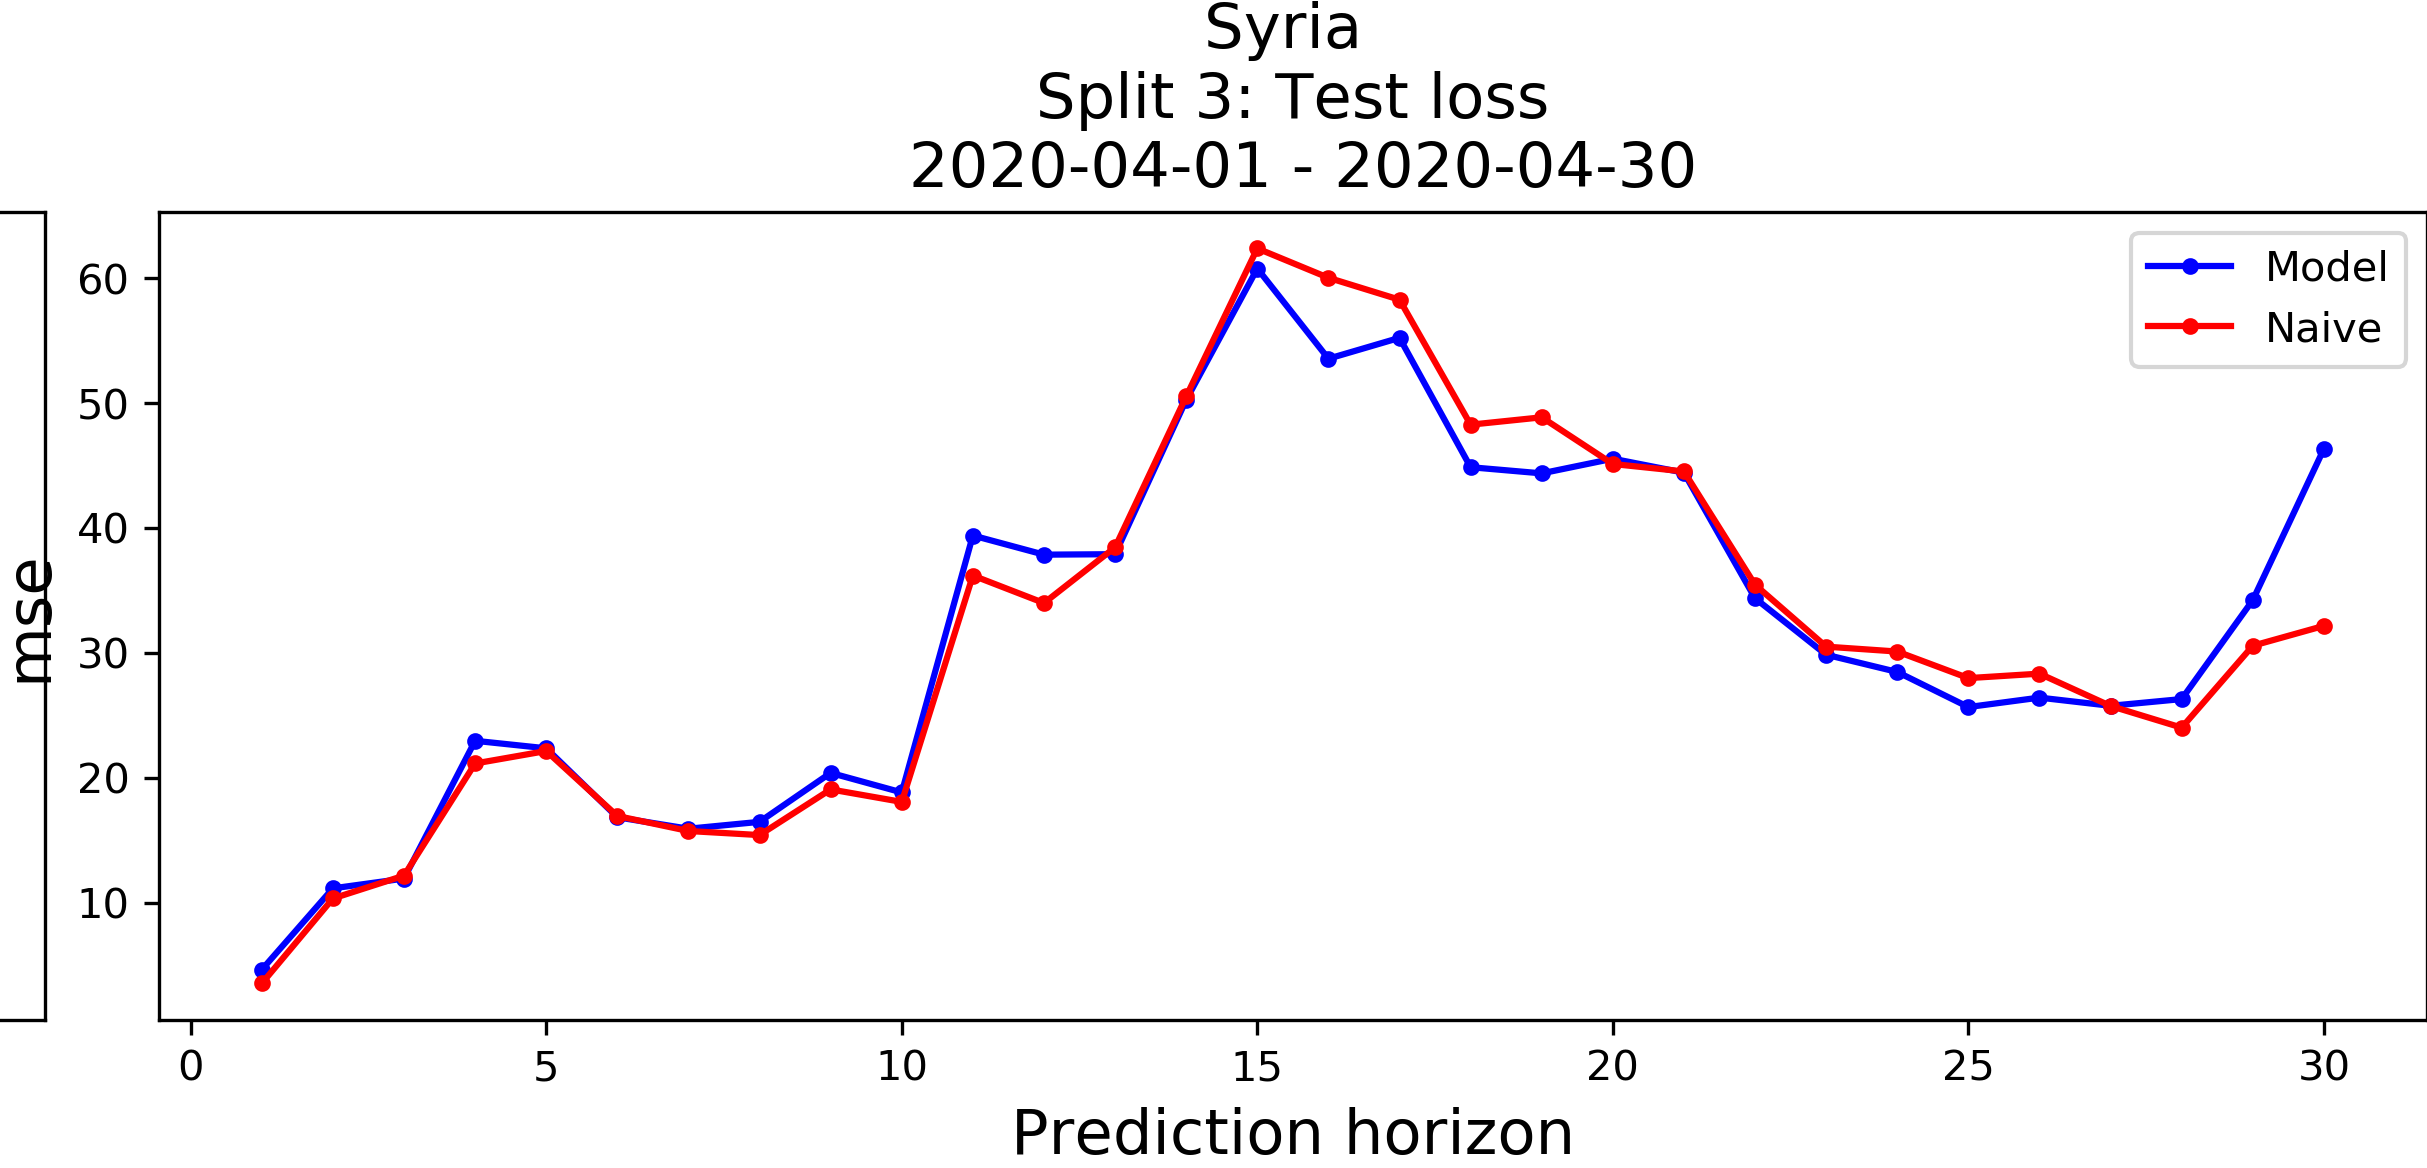 Syria
Split 3: Test loss
2020-04-01 - 2020-04-30
Model
Naive
mse
60
50
40
30
20
10
0 5 10 15 20 25 30
Prediction horizon